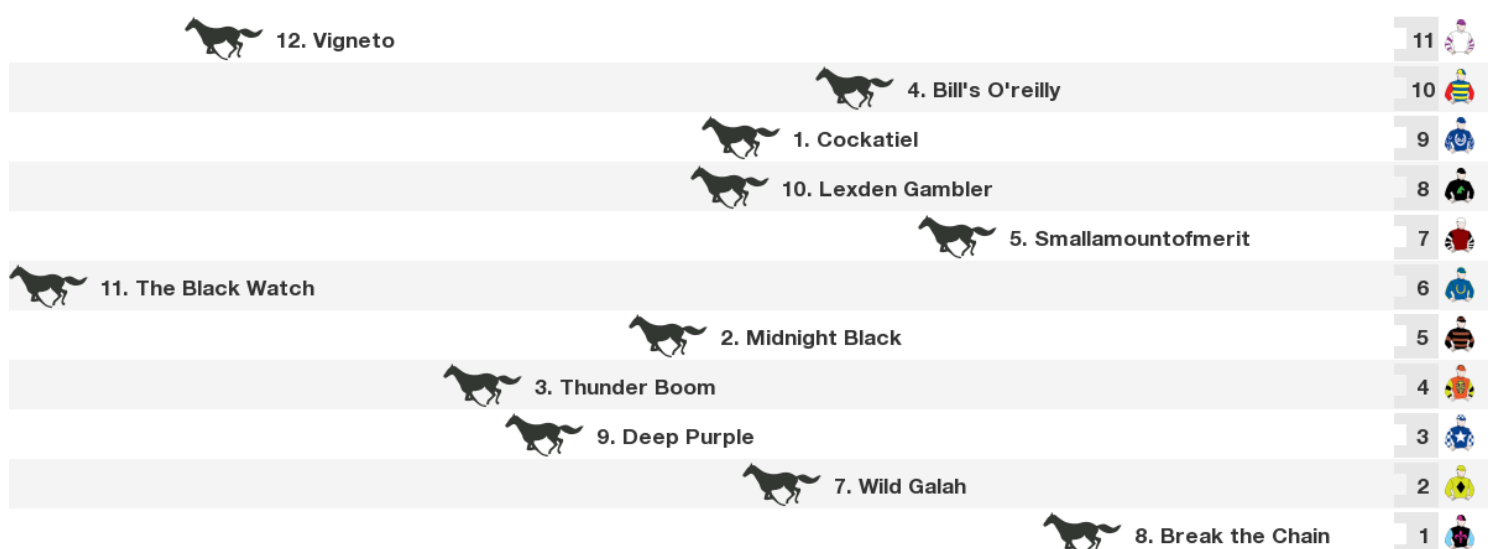 12. Vigneto 11
4. Bill's O'reilly 10
1. Cockatiel 9
10. Lexden Gambler 8
5. Smallamountofmerit 7
11. The Black Watch 6
2. Midnight Black 5
3. Thunder Boom 4
9. Deep Purple 3
7. Wild Galah 2
8. Break the Chain 1